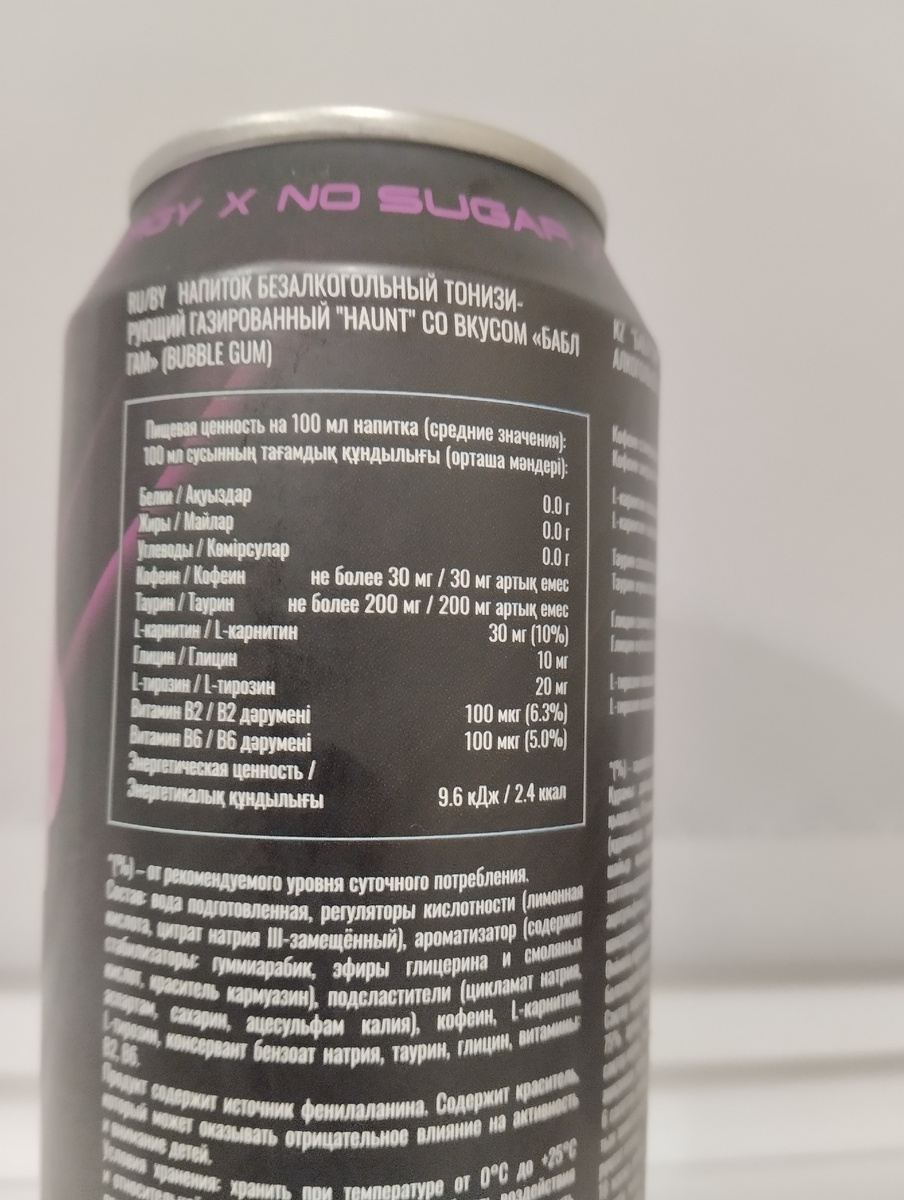 X NO SUGAR
RU/BY НАПИТОК БЕЗАЛКОГОЛЬНЫЙ ТОНИЗИ-
РУЮЩИЙ ГАЗИРОВАННЫЙ "HAUNT" СО ВКУСОМ «БАБЛ
ГАМ» (BUBBLE GUM)
Пищевая ценность на 100 мл напитка (средние значения):
100 мл сусынның тағамдық құндылығы (орташа мәндері):
Белки / Ақуыздар 0.0 г
Жиры / Майлар 0.0 г
Углеводы / Көмірсулар 0.0 г
Кофеин / Кофеин не более 30 мг / 30 мг артық емес
Таурин / Таурин не более 200 мг / 200 мг артық емес
L-карнитин / L-карнитин 30 мг (10%)
Глицин / Глицин 10 мг
L-тирозин / L-тирозин 20 мг
Витамин B2 / B2 дәрумені 100 мкг (6.3%)
Витамин B6 / B6 дәрумені 100 мкг (5.0%)
Энергетическая ценность /
Энергетикалық құндылығы 9.6 кДж / 2.4 ккал
*(%) – от рекомендуемого уровня суточного потребления.
Состав: вода подготовленная, регуляторы кислотности (лимонная
кислота, цитрат натрия III-замещённый), ароматизатор (содержит
стабилизаторы: гуммиарабик, эфиры глицерина и смоляных
кислот, краситель кармуазин), подсластители (цикламат натрия,
аспартам, сахарин, ацесульфам калия), кофеин, L-карнитин,
L-тирозин, консервант бензоат натрия, таурин, глицин, витамины:
B2, B6.
Продукт содержит источник фенилаланина. Содержит краситель,
который может оказывать отрицательное влияние на активность
и внимание детей.
Условия хранения: хранить при температуре от 0°C до +25°C
и относительной воздействия
KZ
Кофеин
Кофеин
Таурин
Таурин